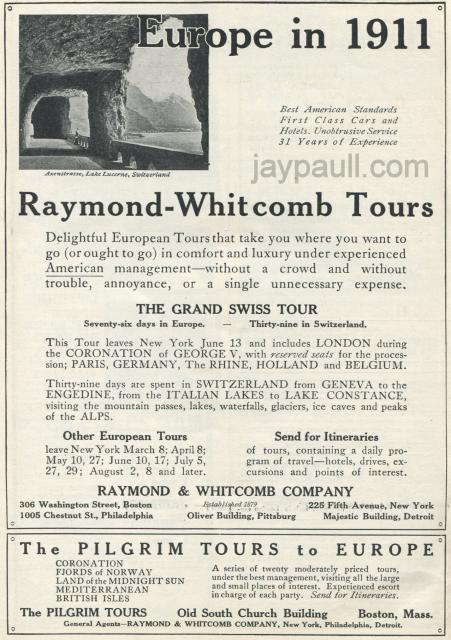 Europe in 1911
Best American Standards
First Class Cars and
Hotels. Unobtrusive Service
31 Years of Experience
jaypaull.com
Axenstrasse, Lake Lucerne, Switzerland
Raymond-Whitcomb Tours
Delightful European Tours that take you where you want to
go (or ought to go) in comfort and luxury under experienced
American management—without a crowd and without
trouble, annoyance, or a single unnecessary expense.
THE GRAND SWISS TOUR
Seventy-six days in Europe. — Thirty-nine in Switzerland.
This Tour leaves New York June 13 and includes LONDON during
the CORONATION of GEORGE V, with reserved seats for the proces-
sion; PARIS, GERMANY, The RHINE, HOLLAND and BELGIUM.
Thirty-nine days are spent in SWITZERLAND from GENEVA to the
ENGEDINE, from the ITALIAN LAKES to LAKE CONSTANCE,
visiting the mountain passes, lakes, waterfalls, glaciers, ice caves and peaks
of the ALPS.
Other European Tours
leave New York March 8; April 8;
May 10, 27; June 10, 17; July 5,
27, 29; August 2, 8 and later.
Send for Itineraries
of tours, containing a daily pro-
gram of travel—hotels, drives, ex-
cursions and points of interest.
RAYMOND & WHITCOMB COMPANY
306 Washington Street, Boston Established 1879 225 Fifth Avenue, New York
1005 Chestnut St., Philadelphia Oliver Building, Pittsburg Majestic Building, Detroit
The PILGRIM TOURS to EUROPE
CORONATION
FJORDS of NORWAY
LAND of the MIDNIGHT SUN
MEDITERRANEAN
BRITISH ISLES
A series of twenty moderately priced tours,
under the best management, visiting all the large
and small places of interest. Experienced escort
in charge of each party. Send for Itineraries.
The PILGRIM TOURS Old South Church Building Boston, Mass.
General Agents—RAYMOND & WHITCOMB COMPANY, New York, Philadelphia, Detroit.